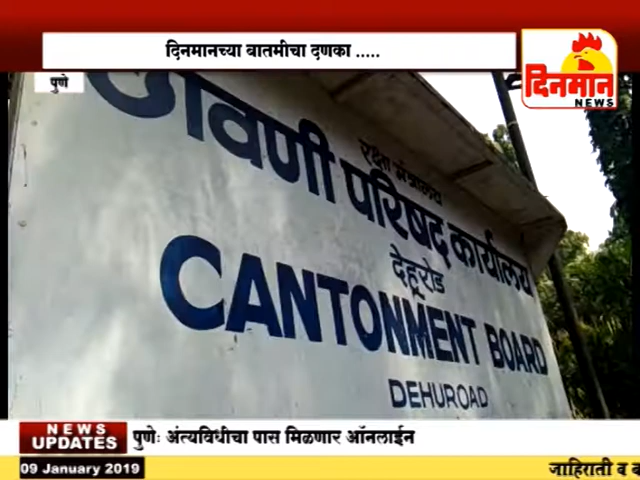 दिनमानच्या बातमीचा दणका .....
दिनमान
NEWS
पुणे
छावणी परिषद कार्यालय
रक्षा मंत्रालय
देहूरोड
CANTONMENT BOARD
DEHUROAD
NEWS
UPDATES
पुणेः अंत्यविधीचा पास मिळणार ऑनलाईन
09 January 2019
जाहिराती व